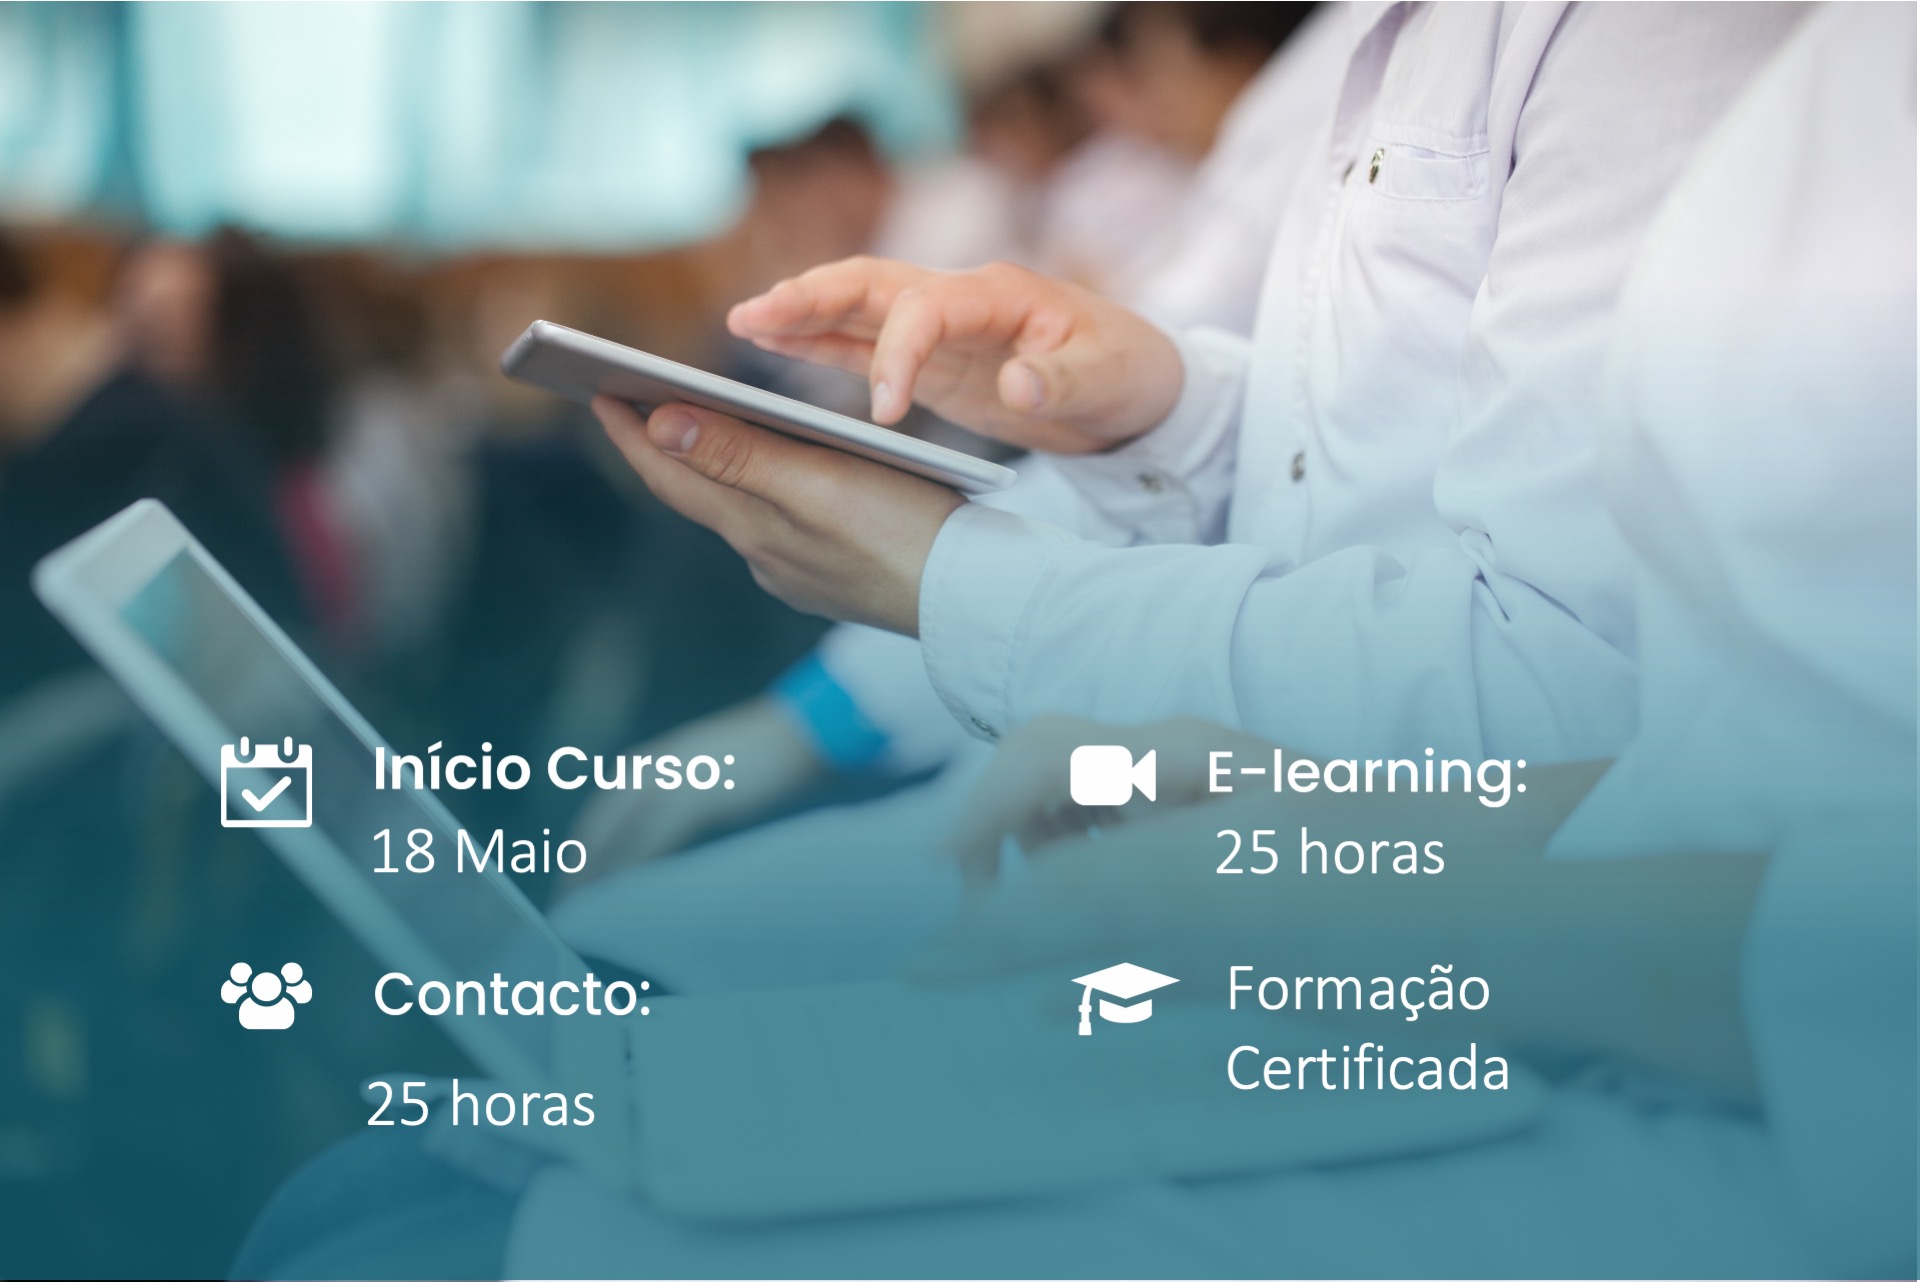 Início Curso:
18 Maio
E-learning:
25 horas
Contacto:
25 horas
Formação
Certificada